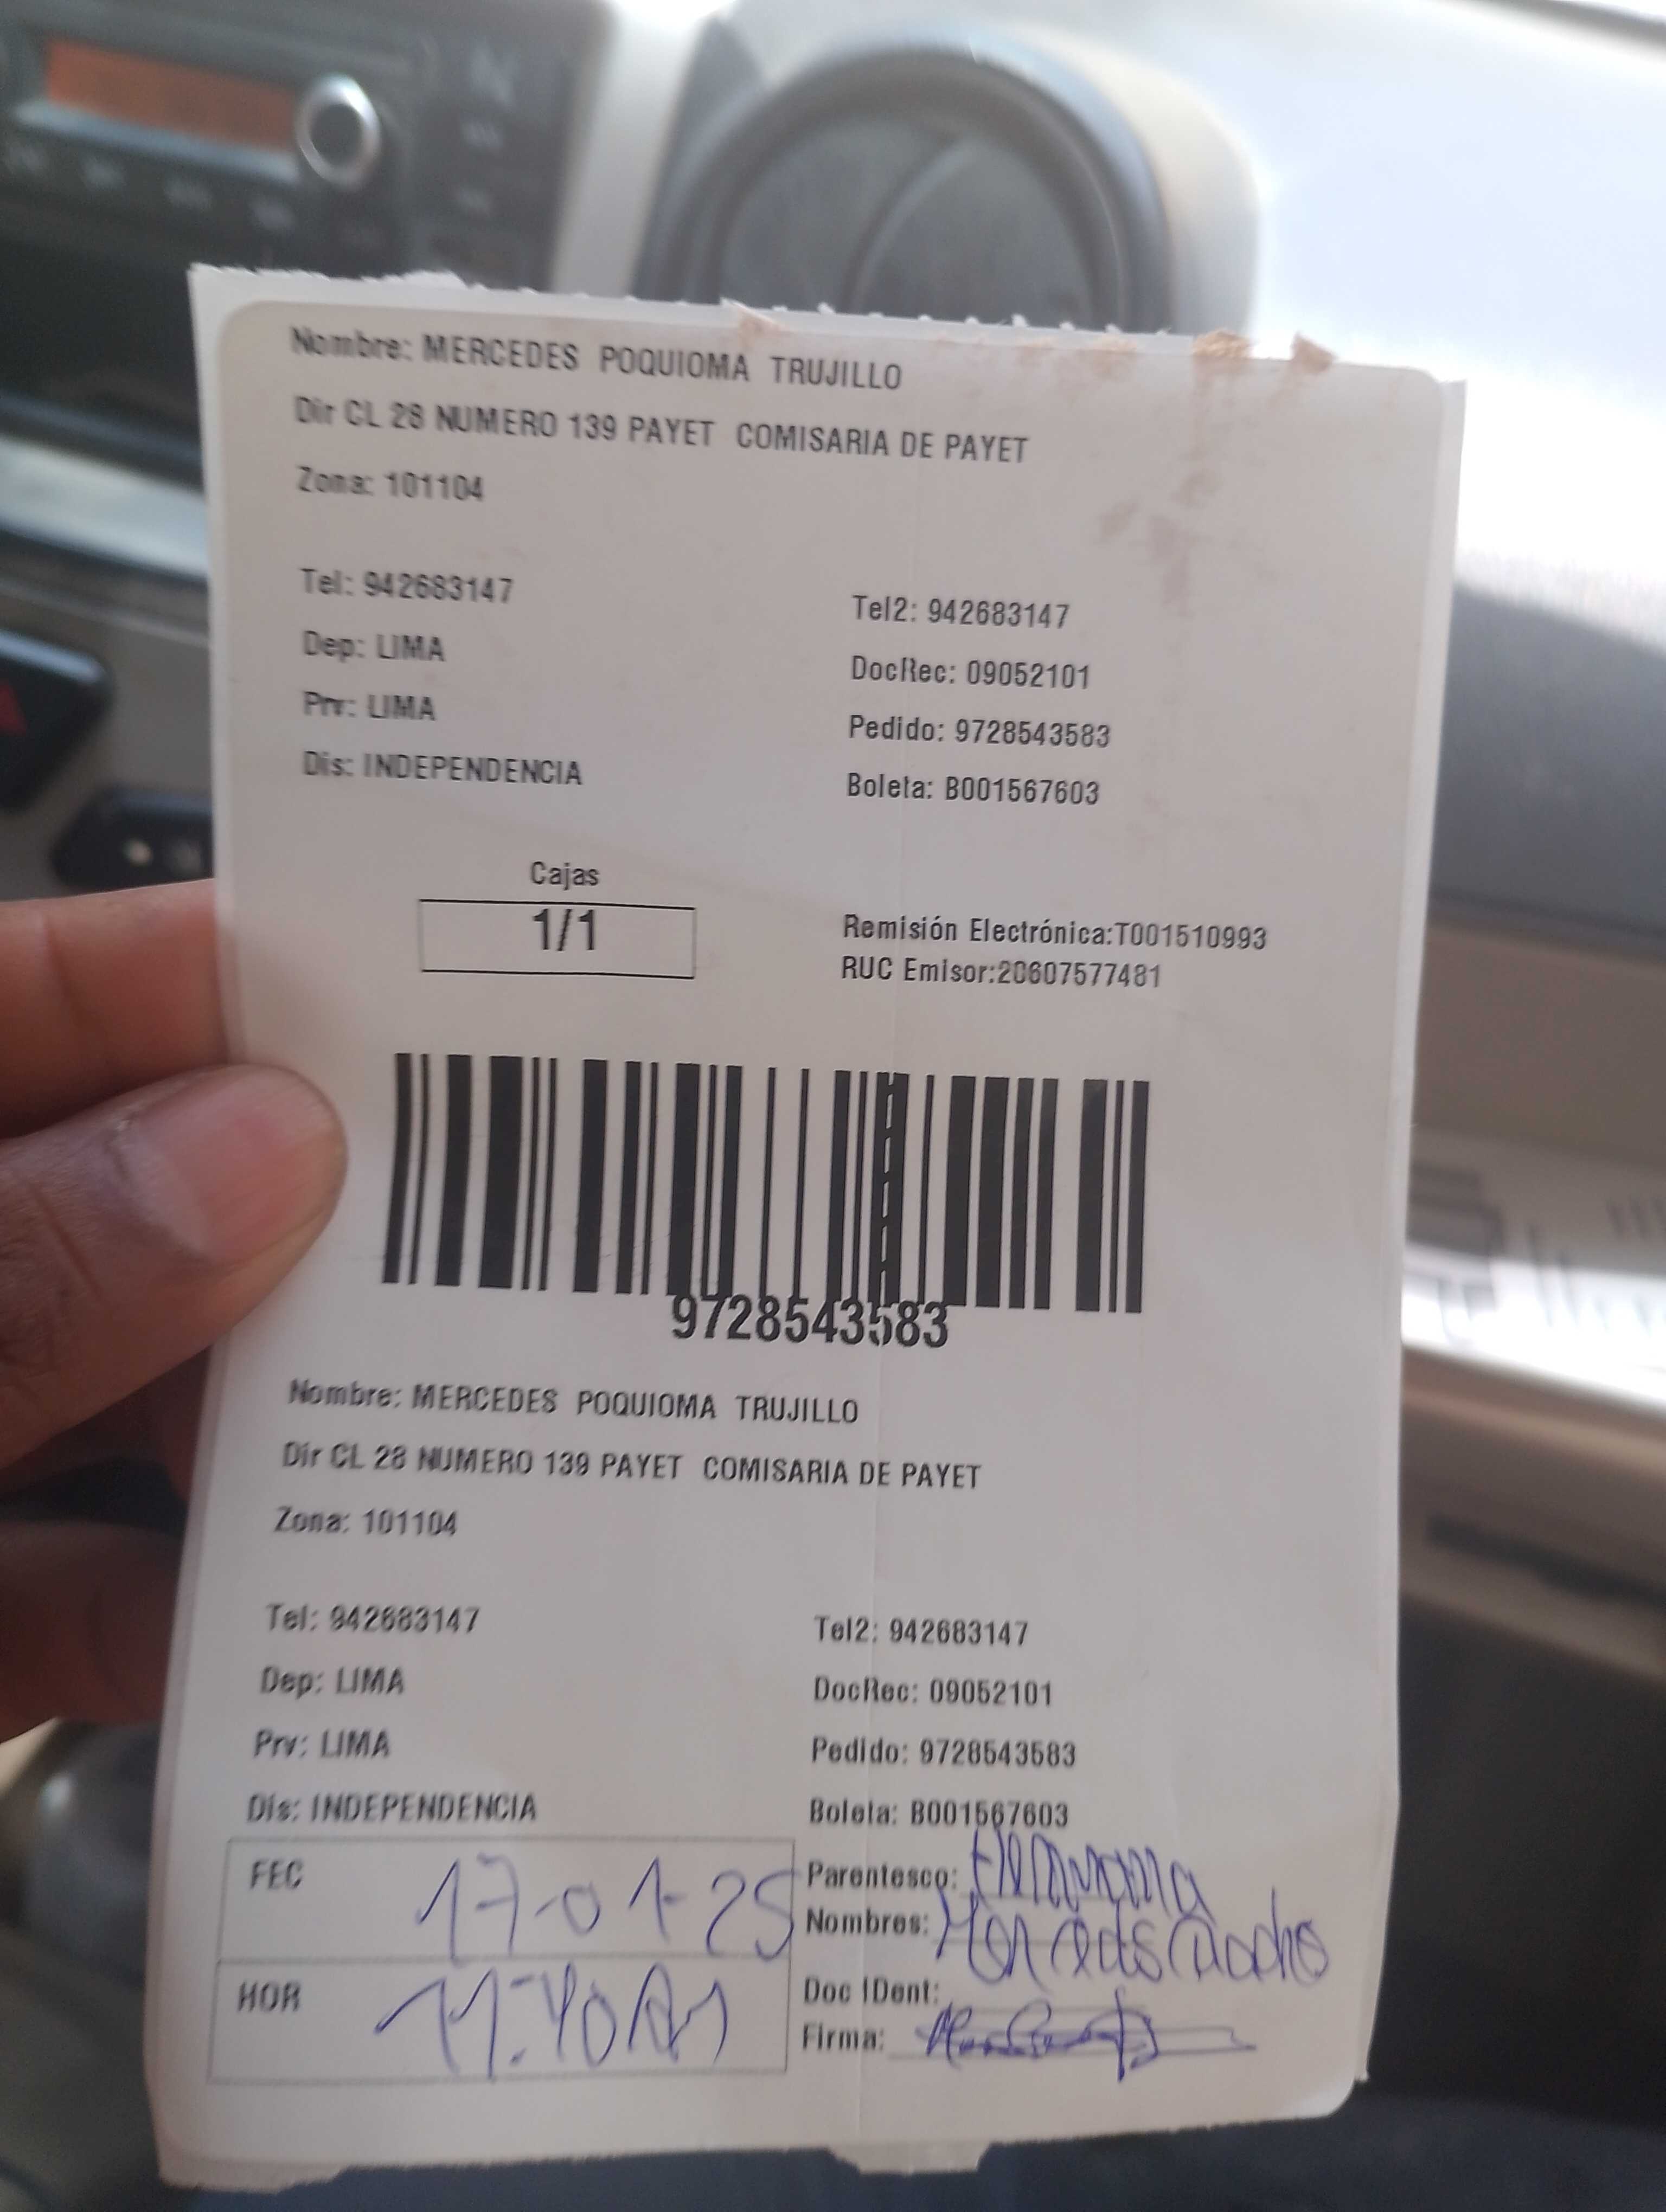 Nombre: MERCEDES POQUIOMA TRUJILLO
Dir CL 28 NUMERO 139 PAYET COMISARIA DE PAYET
Zona: 101104
Tel: 942683147
Tel2: 942683147
Dep: LIMA
DocRec: 09052101
Prv: LIMA
Pedido: 9728543583
Dis: INDEPENDENCIA
Boleta: B001567603
Cajas
1/1
Remisión Electrónica:T001510993
RUC Emisor:20607577481
9728543583
Nombre: MERCEDES POQUIOMA TRUJILLO
Dir CL 28 NUMERO 139 PAYET COMISARIA DE PAYET
Zona: 101104
Tel: 942683147
Tel2: 942683147
Dep: LIMA
DocRec: 09052101
Prv: LIMA
Pedido: 9728543583
Dis: INDEPENDENCIA
Boleta: B001567603
FEC 17-01-25
Parentesco:
Nombres:
HOR 11:40AM
Doc IDent:
Firma: